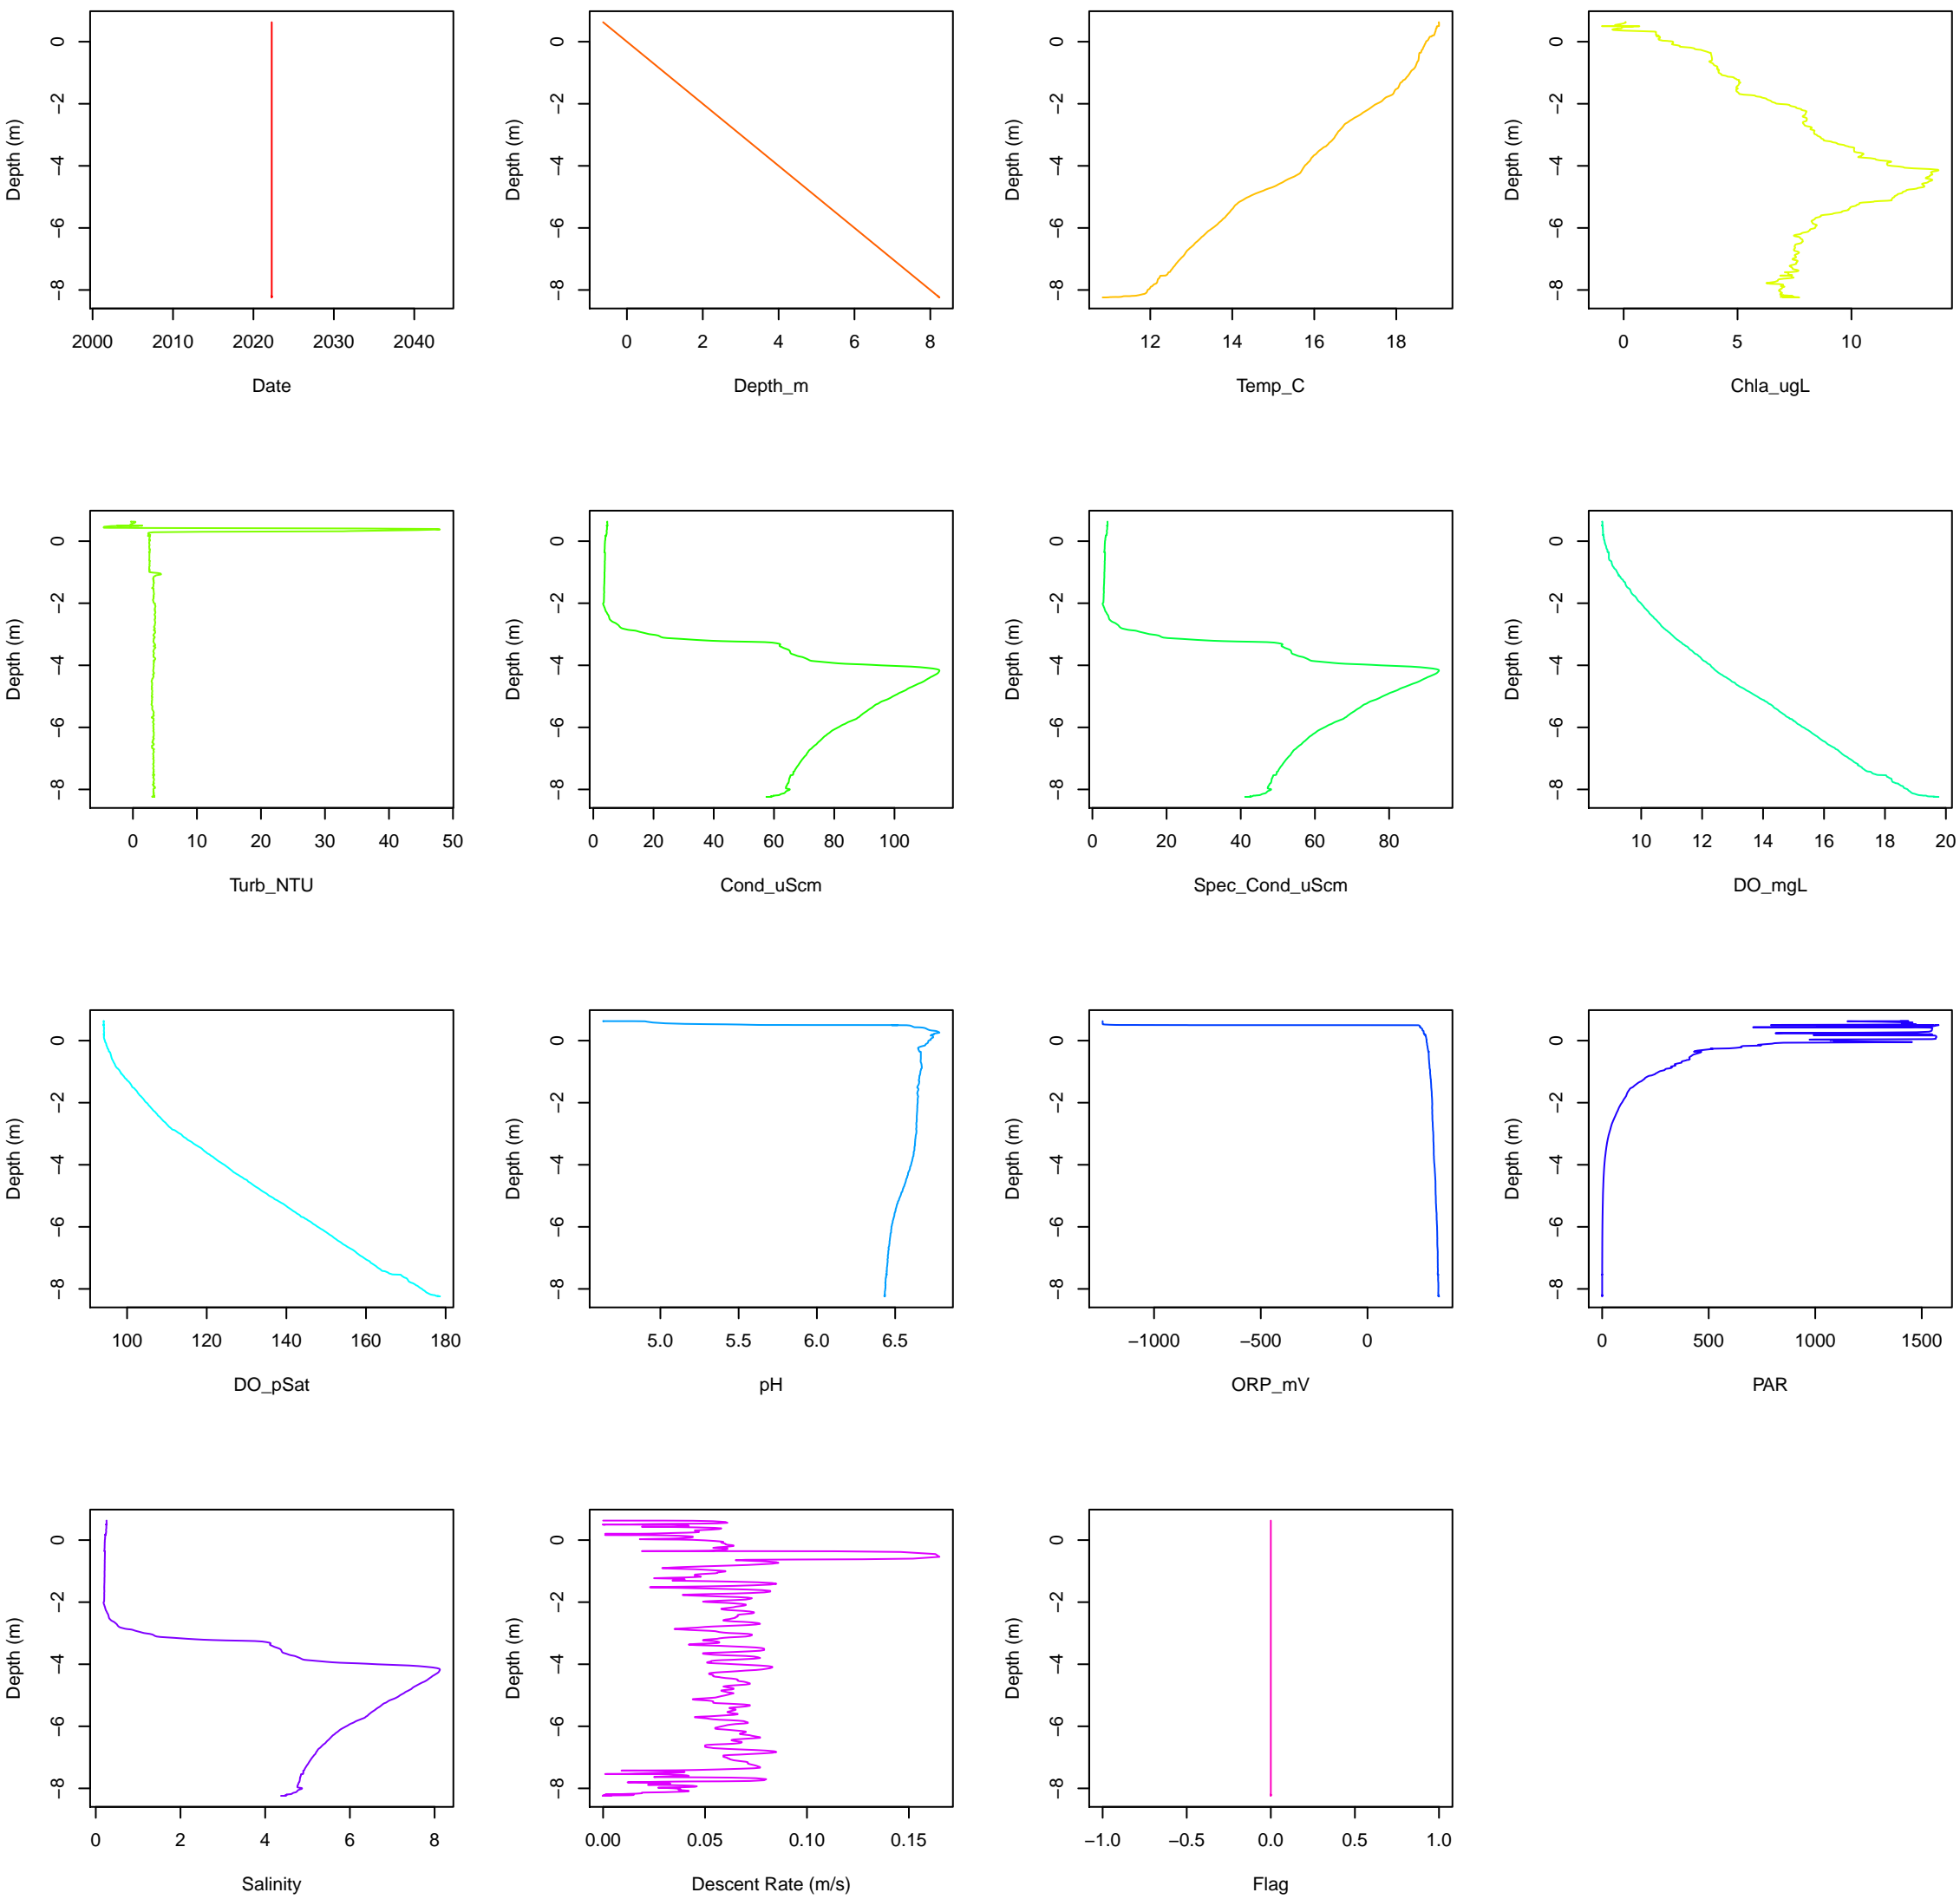 Depth (m)
0
−2
−4
−6
−8
2000 2010 2020 2030 2040
Date
Depth (m)
0
−2
−4
−6
−8
0 2 4 6 8
Depth_m
Depth (m)
0
−2
−4
−6
−8
12 14 16 18
Temp_C
Depth (m)
0
−2
−4
−6
−8
0 5 10
Chla_ugL
Depth (m)
0
−2
−4
−6
−8
0 10 20 30 40 50
Turb_NTU
Depth (m)
0
−2
−4
−6
−8
0 20 40 60 80 100
Cond_uScm
Depth (m)
0
−2
−4
−6
−8
0 20 40 60 80
Spec_Cond_uScm
Depth (m)
0
−2
−4
−6
−8
10 12 14 16 18 20
DO_mgL
Depth (m)
0
−2
−4
−6
−8
100 120 140 160 180
DO_pSat
Depth (m)
0
−2
−4
−6
−8
5.0 5.5 6.0 6.5
pH
Depth (m)
0
−2
−4
−6
−8
−1000 −500 0
ORP_mV
Depth (m)
0
−2
−4
−6
−8
0 500 1000 1500
PAR
Depth (m)
0
−2
−4
−6
−8
0 2 4 6 8
Salinity
Depth (m)
0
−2
−4
−6
−8
0.00 0.05 0.10 0.15
Descent Rate (m/s)
Depth (m)
0
−2
−4
−6
−8
−1.0 −0.5 0.0 0.5 1.0
Flag